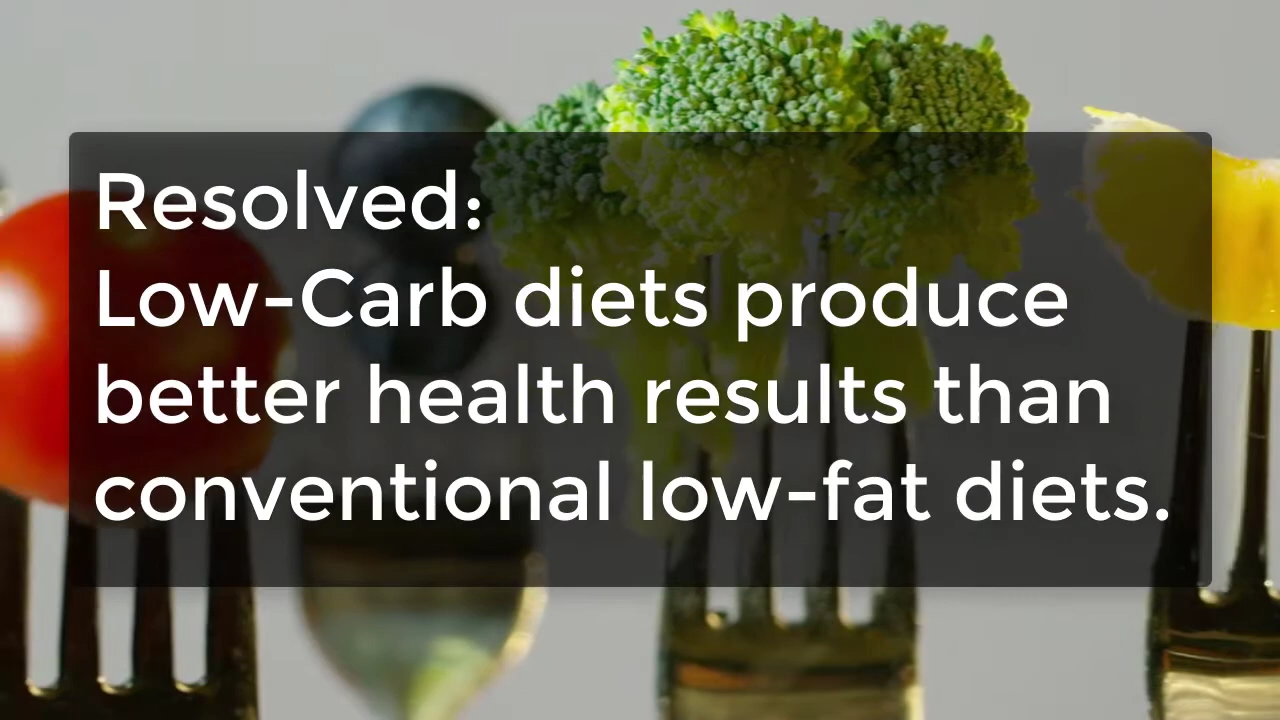 Resolved:
Low-Carb diets produce
better health results than
conventional low-fat diets.